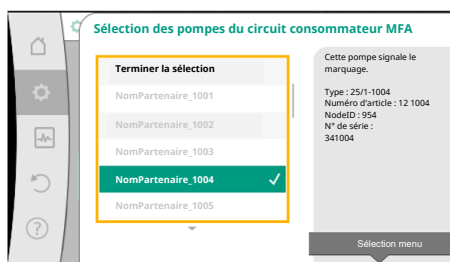 Sélection des pompes du circuit consommateur MFA
Terminer la sélection
NomPartenaire_1001
NomPartenaire_1002
NomPartenaire_1003
NomPartenaire_1004
NomPartenaire_1005
Cette pompe signale le
marquage.
Type : 25/1-1004
Numéro d'article : 12 1004
NodeID : 954
N° de série :
341004
Sélection menu